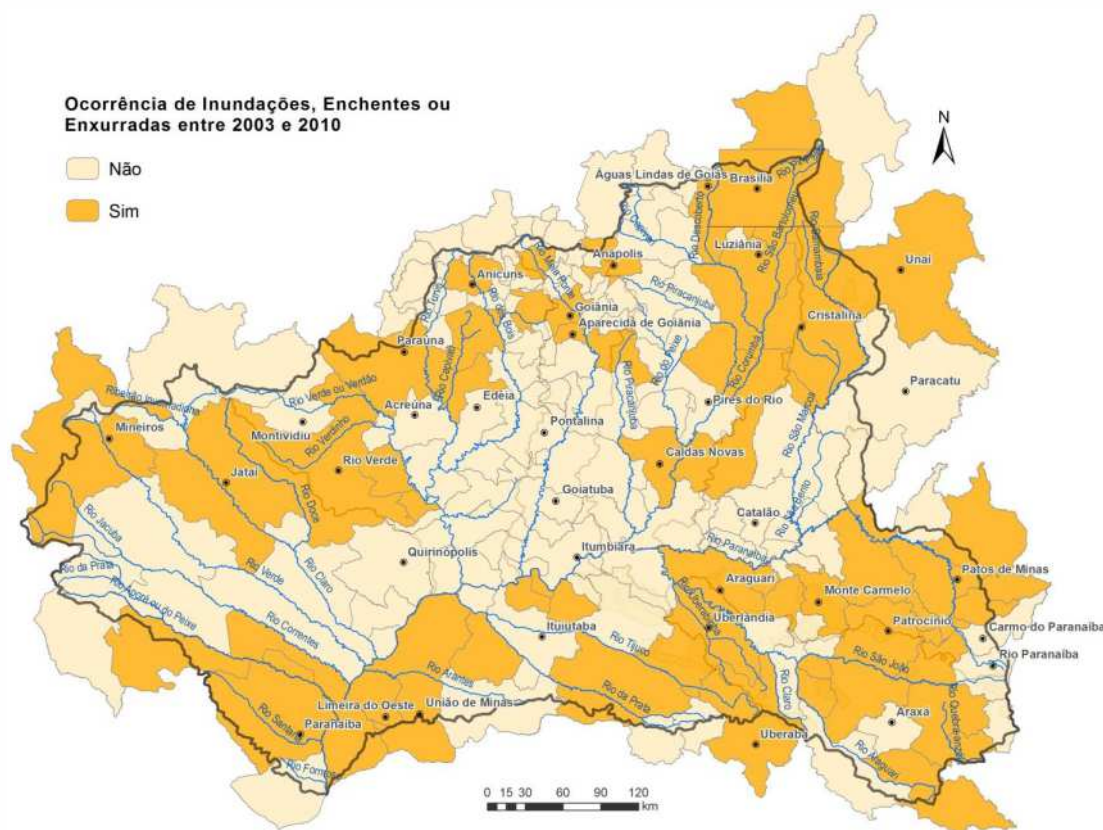 Ocorrência de Inundações, Enchentes ou
Enxurradas entre 2003 e 2010
Não
Sim
N
Águas Lindas de Goiás
Brasília
Rio Descoberto
Rio São Bartolomeu
Luziânia
Unaí
Anápolis
Anicuns
Rio Turvo
Rio dos Bois
Rio Meia Ponte
Rio Piracanjuba
Goiânia
Aparecida de Goiânia
Cristalina
Paraúna
Rio Capivari
Rio do Peixe
Rio Corumbá
Rio Piracanjuba
Paracatu
Rio Verde ou Verdão
Acreúna
Edéia
Pires do Rio
Rio São Marcos
Mineiros
Montividiu
Rio Verdinho
Pontalina
Rio Verde
Caldas Novas
Jataí
Rio Doce
Goiatuba
Catalão
Rio São Bento
Rio Jacuba
Quirinópolis
Itumbiara
Rio Paranaíba
Rio da Prata
Rio Verde
Rio Claro
Rio Aporé ou do Peixe
Araguari
Monte Carmelo
Patos de Minas
Rio Correntes
Rio Uberabinha
Uberlândia
Patrocínio
Carmo do Paranaíba
Ituiutaba
Rio Tijuco
Rio São João
Rio Paranaíba
Rio Arantes
Rio da Prata
Rio Claro
Limeira do Oeste
União de Minas
Rio Santana
Paranaíba
Araxá
Uberaba
Rio Araguari
Rio Formoso
0 15 30 60 90 120
km